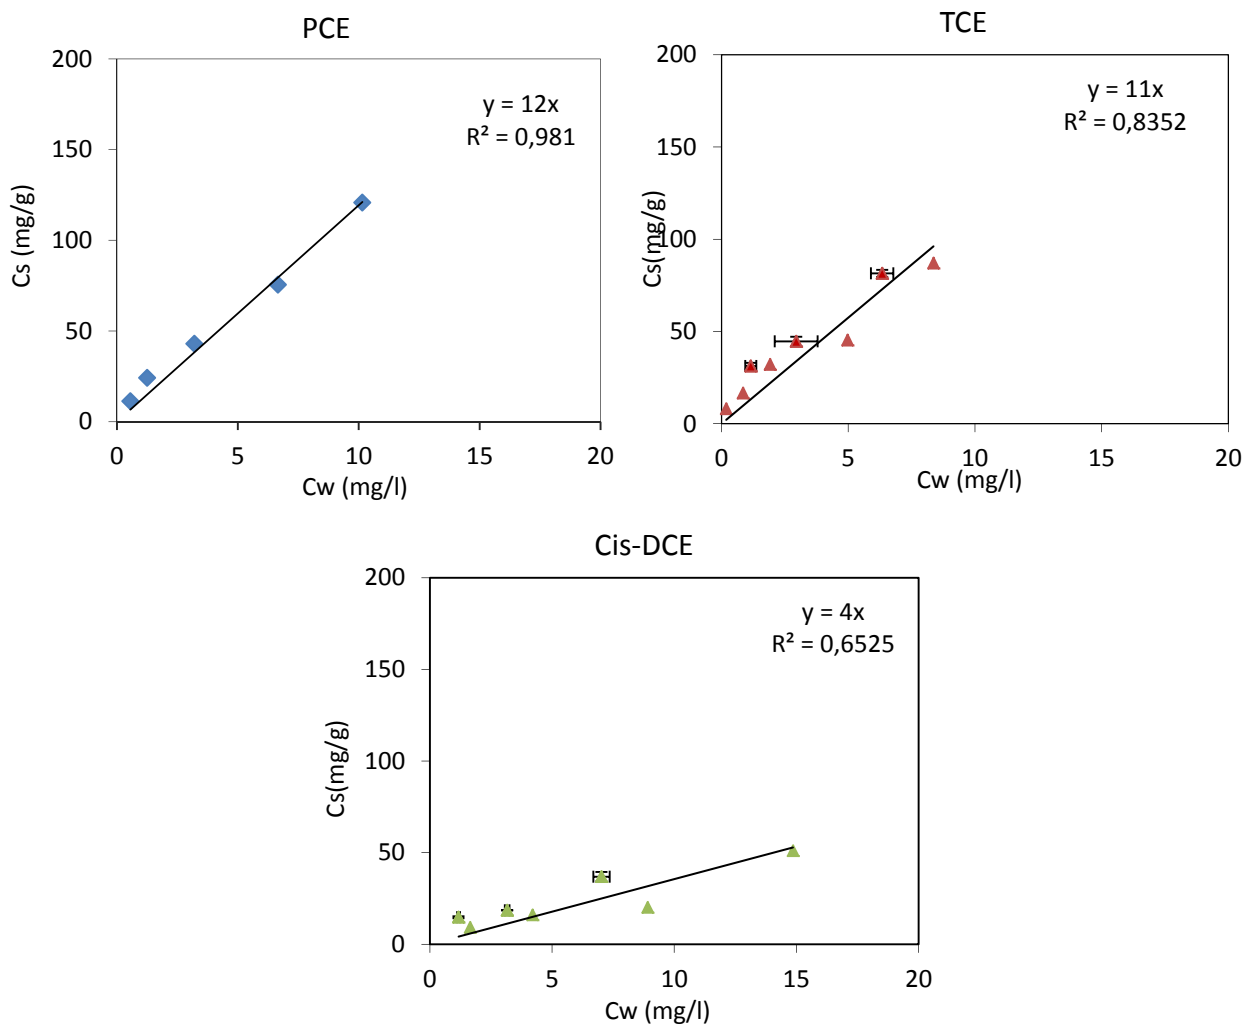 PCE
200
150
100
50
0
Cs (mg/g)
y = 12x
R² = 0,981
0 5 10 15 20
Cw (mg/l)
TCE
200
150
100
50
0
Cs(mg/g)
y = 11x
R² = 0,8352
0 5 10 15 20
Cw (mg/l)
Cis-DCE
200
150
100
50
0
Cs(mg/g)
y = 4x
R² = 0,6525
0 5 10 15 20
Cw (mg/l)